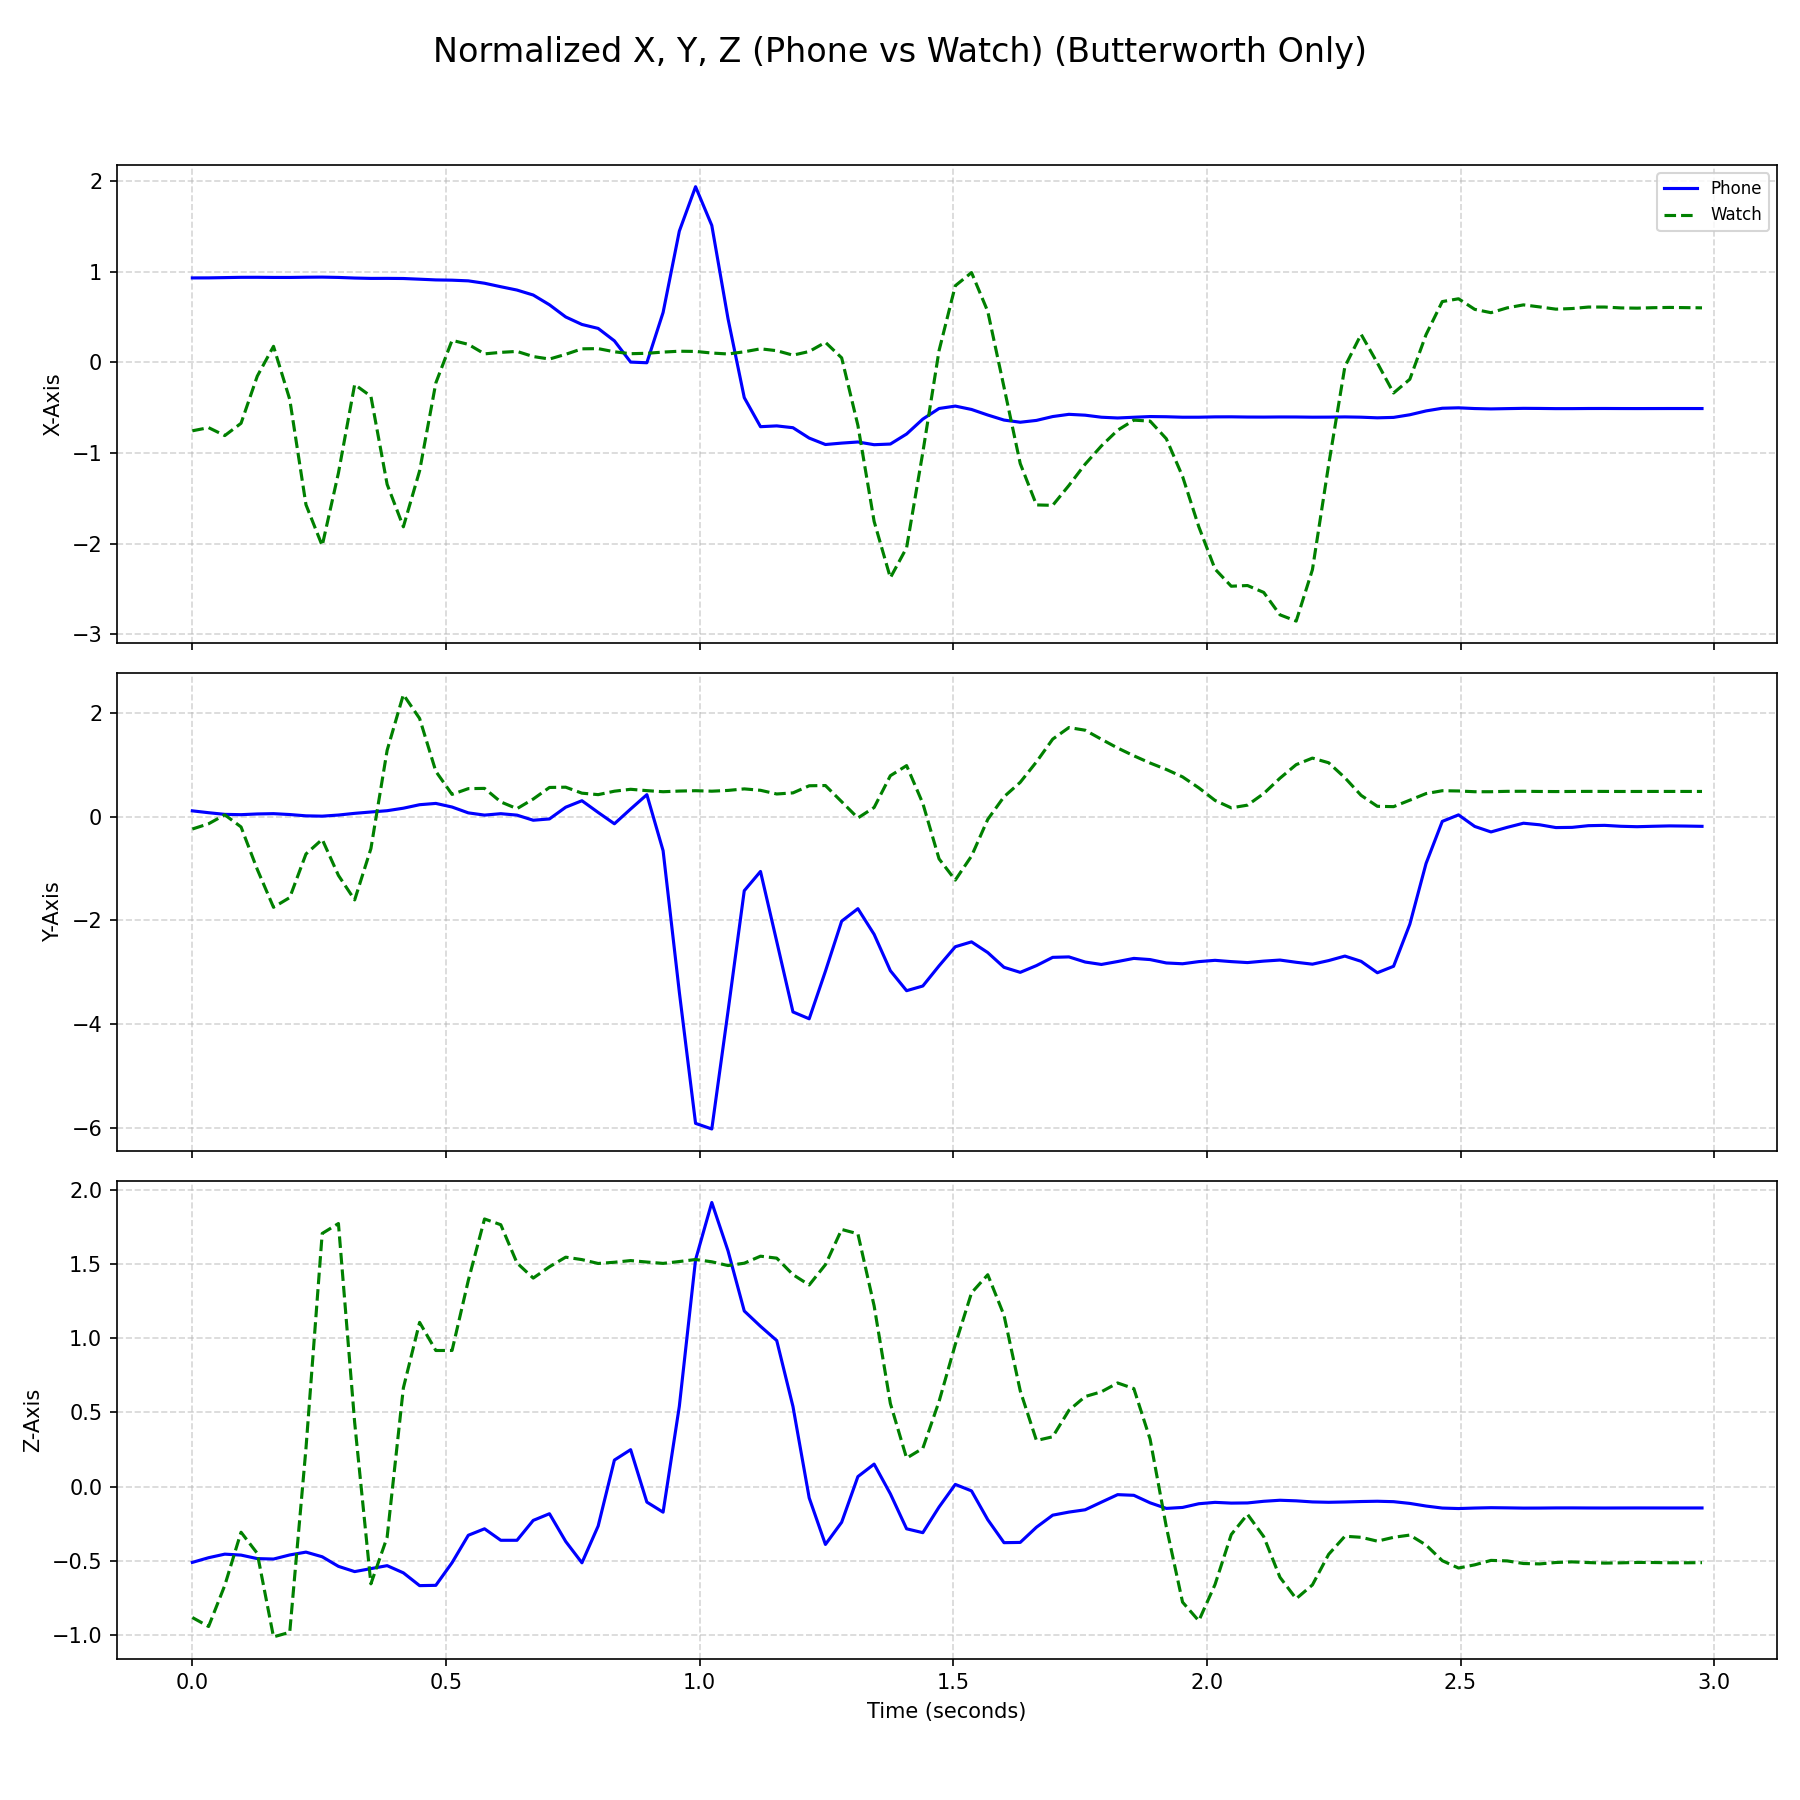 Normalized X, Y, Z (Phone vs Watch) (Butterworth Only)
Phone
Watch
2
1
0
−1
−2
−3
X-Axis
2
0
−2
−4
−6
Y-Axis
2.0
1.5
1.0
0.5
0.0
−0.5
−1.0
Z-Axis
0.0 0.5 1.0 1.5 2.0 2.5 3.0
Time (seconds)